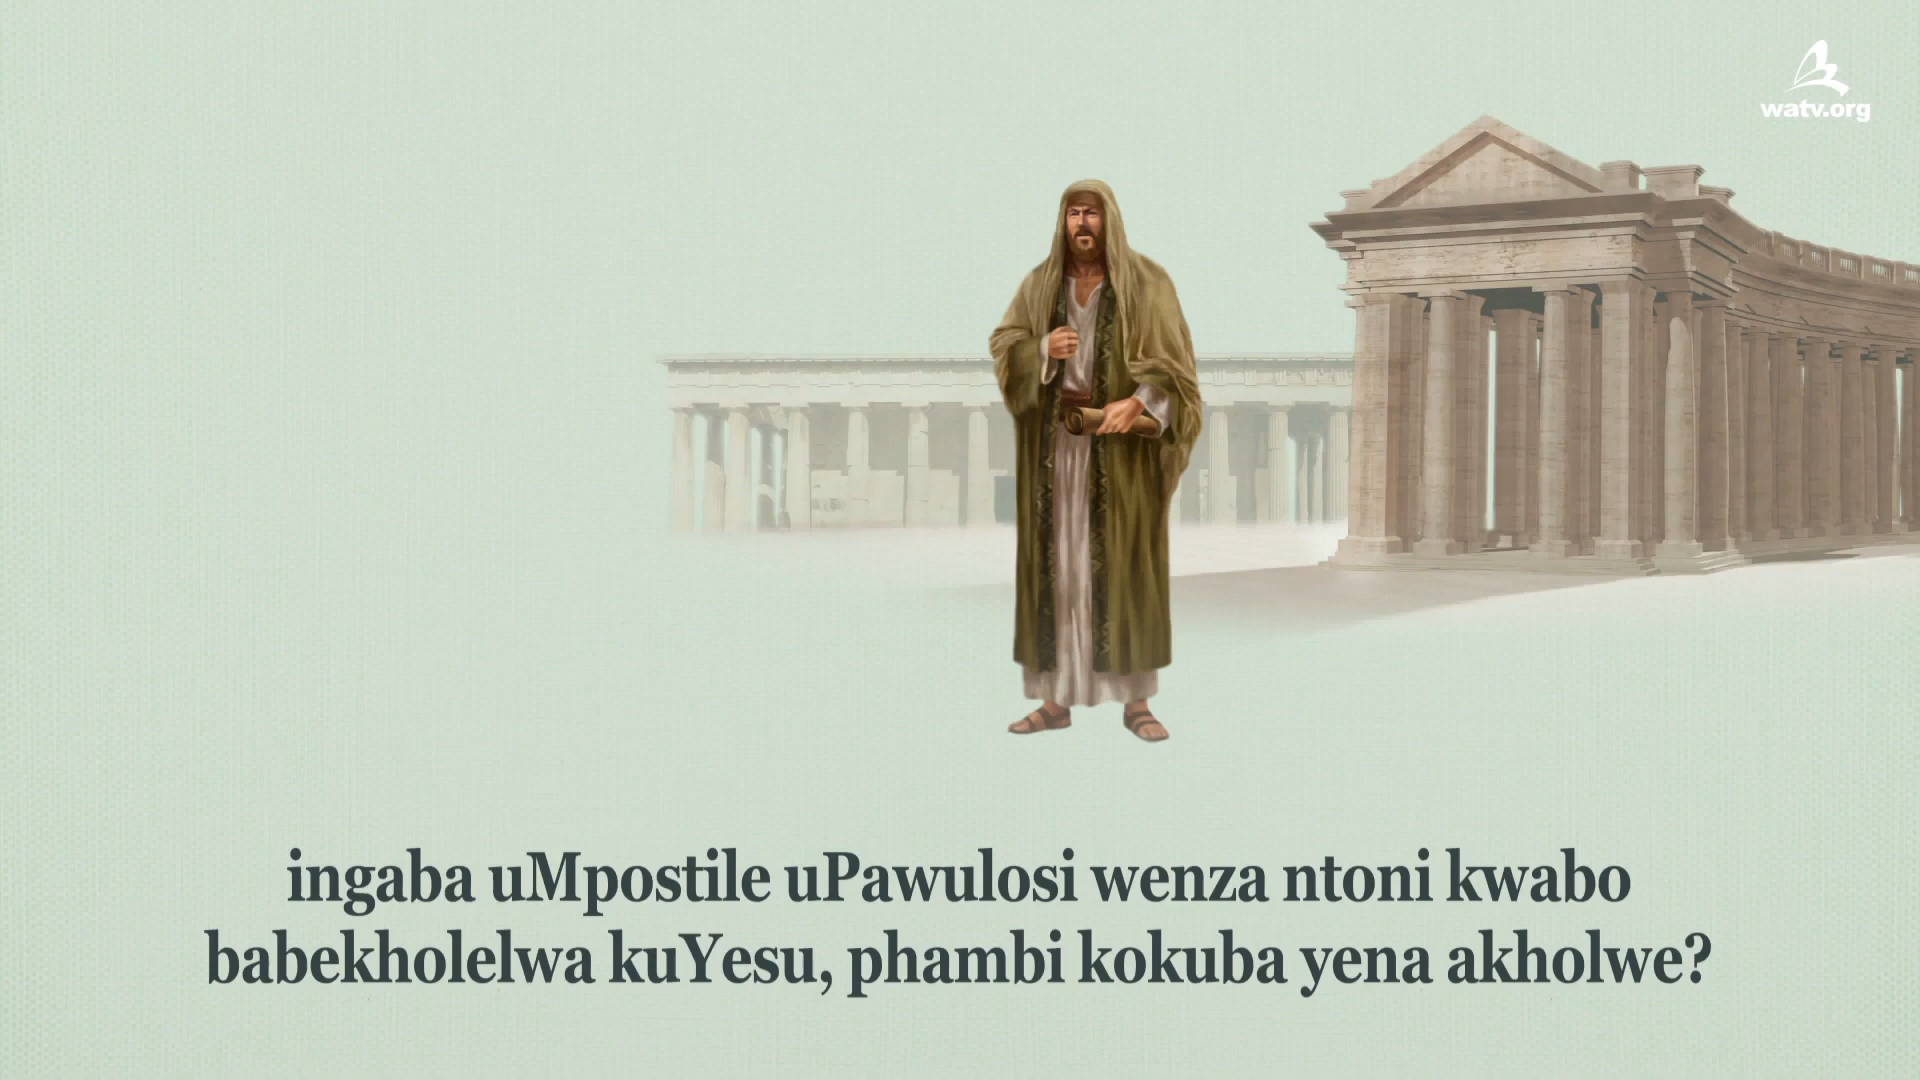 watv.org
ingaba uMpostile uPawulosi wenza ntoni kwabo
babekholelwa kuYesu, phambi kokuba yena akholwe?